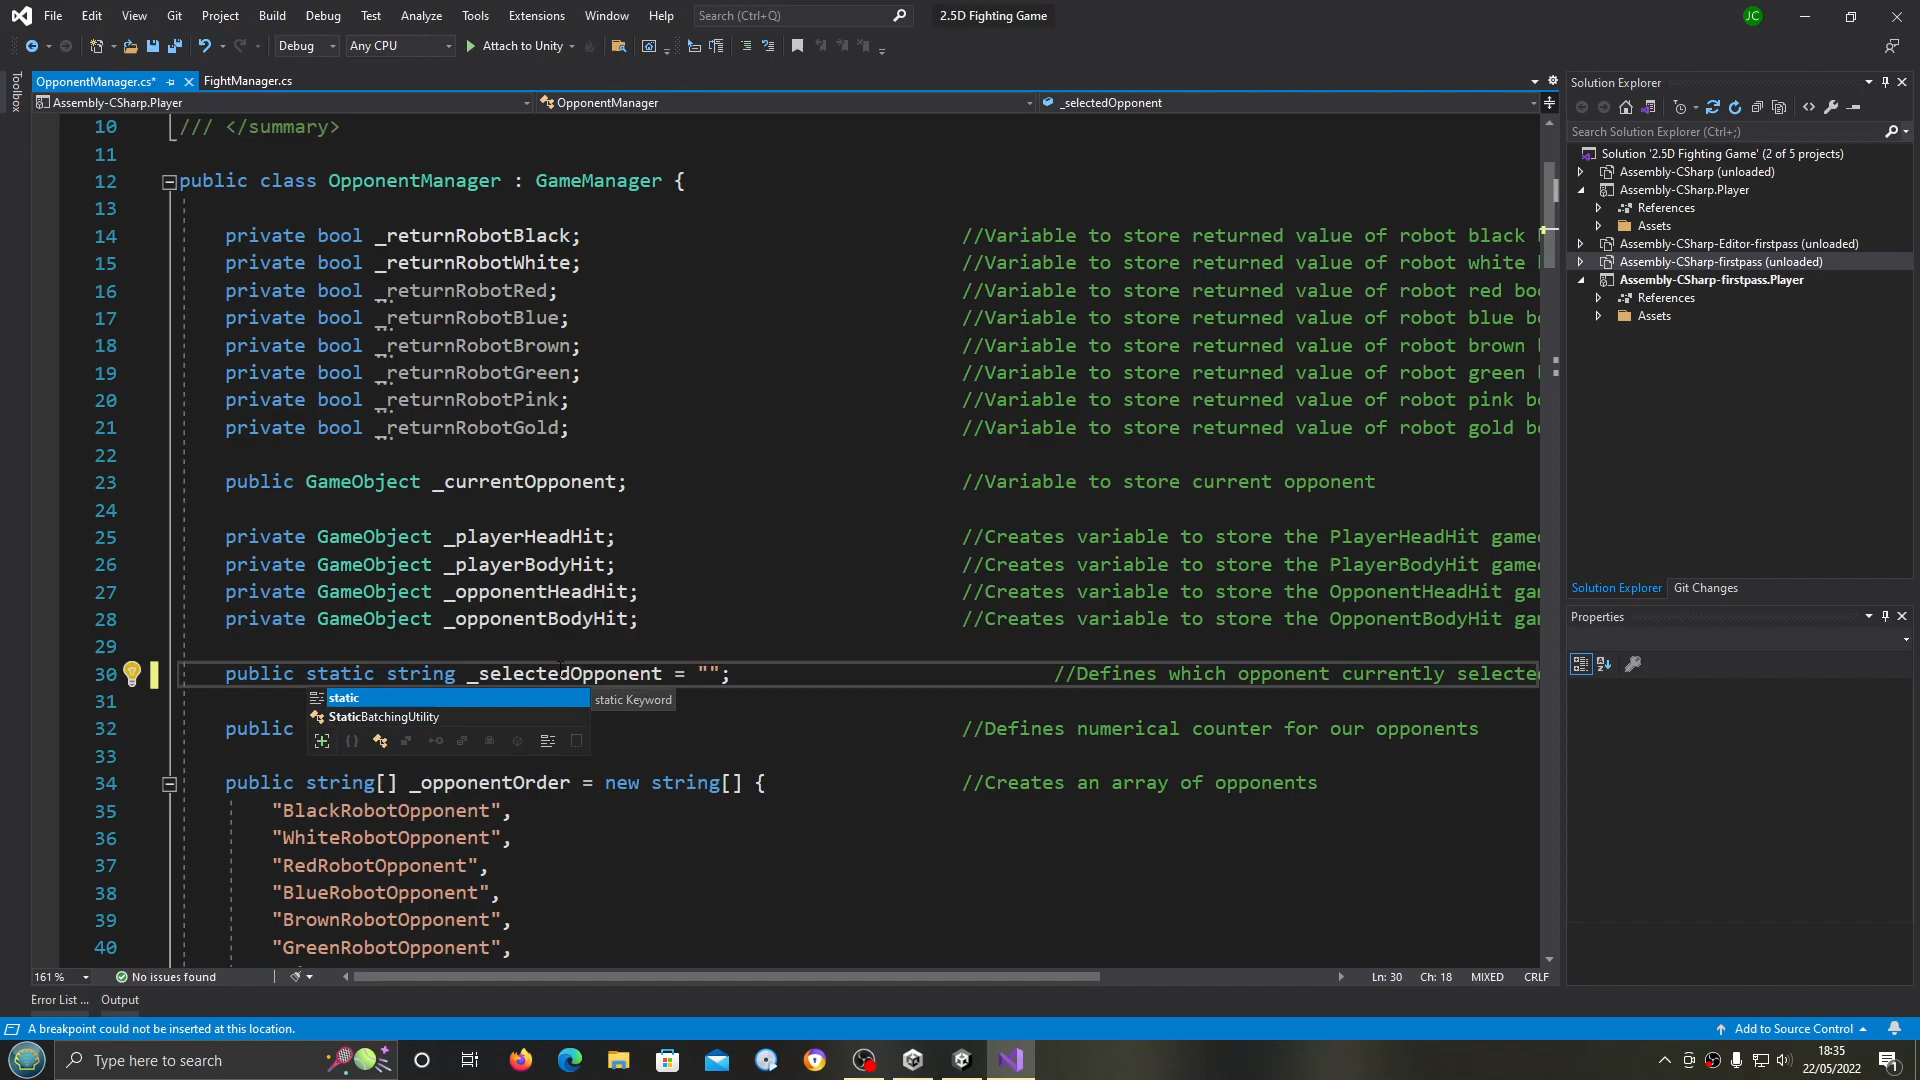 File Edit View Git Project Build Debug Test Analyze Tools Extensions Window Help Search (Ctrl+Q) 2.5D Fighting Game JC
Debug Any CPU Attach to Unity
Toolbox
OpponentManager.cs* FightManager.cs
Assembly-CSharp.Player OpponentManager _selectedOpponent
10 /// </summary>
11
12 public class OpponentManager : GameManager {
13
14 private bool _returnRobotBlack; //Variable to store returned value of robot black
15 private bool _returnRobotWhite; //Variable to store returned value of robot white
16 private bool _returnRobotRed; //Variable to store returned value of robot red boo
17 private bool _returnRobotBlue; //Variable to store returned value of robot blue bo
18 private bool _returnRobotBrown; //Variable to store returned value of robot brown
19 private bool _returnRobotGreen; //Variable to store returned value of robot green
20 private bool _returnRobotPink; //Variable to store returned value of robot pink bo
21 private bool _returnRobotGold; //Variable to store returned value of robot gold bo
22
23 public GameObject _currentOpponent; //Variable to store current opponent
24
25 private GameObject _playerHeadHit; //Creates variable to store the PlayerHeadHit game
26 private GameObject _playerBodyHit; //Creates variable to store the PlayerBodyHit game
27 private GameObject _opponentHeadHit; //Creates variable to store the OpponentHeadHit ga
28 private GameObject _opponentBodyHit; //Creates variable to store the OpponentBodyHit ga
29
30 public static string _selectedOpponent = ""; //Defines which opponent currently selecte
31 static static Keyword
StaticBatchingUtility
32 public //Defines numerical counter for our opponents
33
34 public string[] _opponentOrder = new string[] { //Creates an array of opponents
35 "BlackRobotOpponent",
36 "WhiteRobotOpponent",
37 "RedRobotOpponent",
38 "BlueRobotOpponent",
39 "BrownRobotOpponent",
40 "GreenRobotOpponent",
161 % No issues found Ln: 30 Ch: 18 MIXED CRLF
Error List ... Output
Solution Explorer
Search Solution Explorer (Ctrl+;)
Solution '2.5D Fighting Game' (2 of 5 projects)
Assembly-CSharp (unloaded)
Assembly-CSharp.Player
References
Assets
Assembly-CSharp-Editor-firstpass (unloaded)
Assembly-CSharp-firstpass (unloaded)
Assembly-CSharp-firstpass.Player
References
Assets
Solution Explorer Git Changes
Properties
A breakpoint could not be inserted at this location. Add to Source Control
Type here to search
18:35
22/05/2022
1